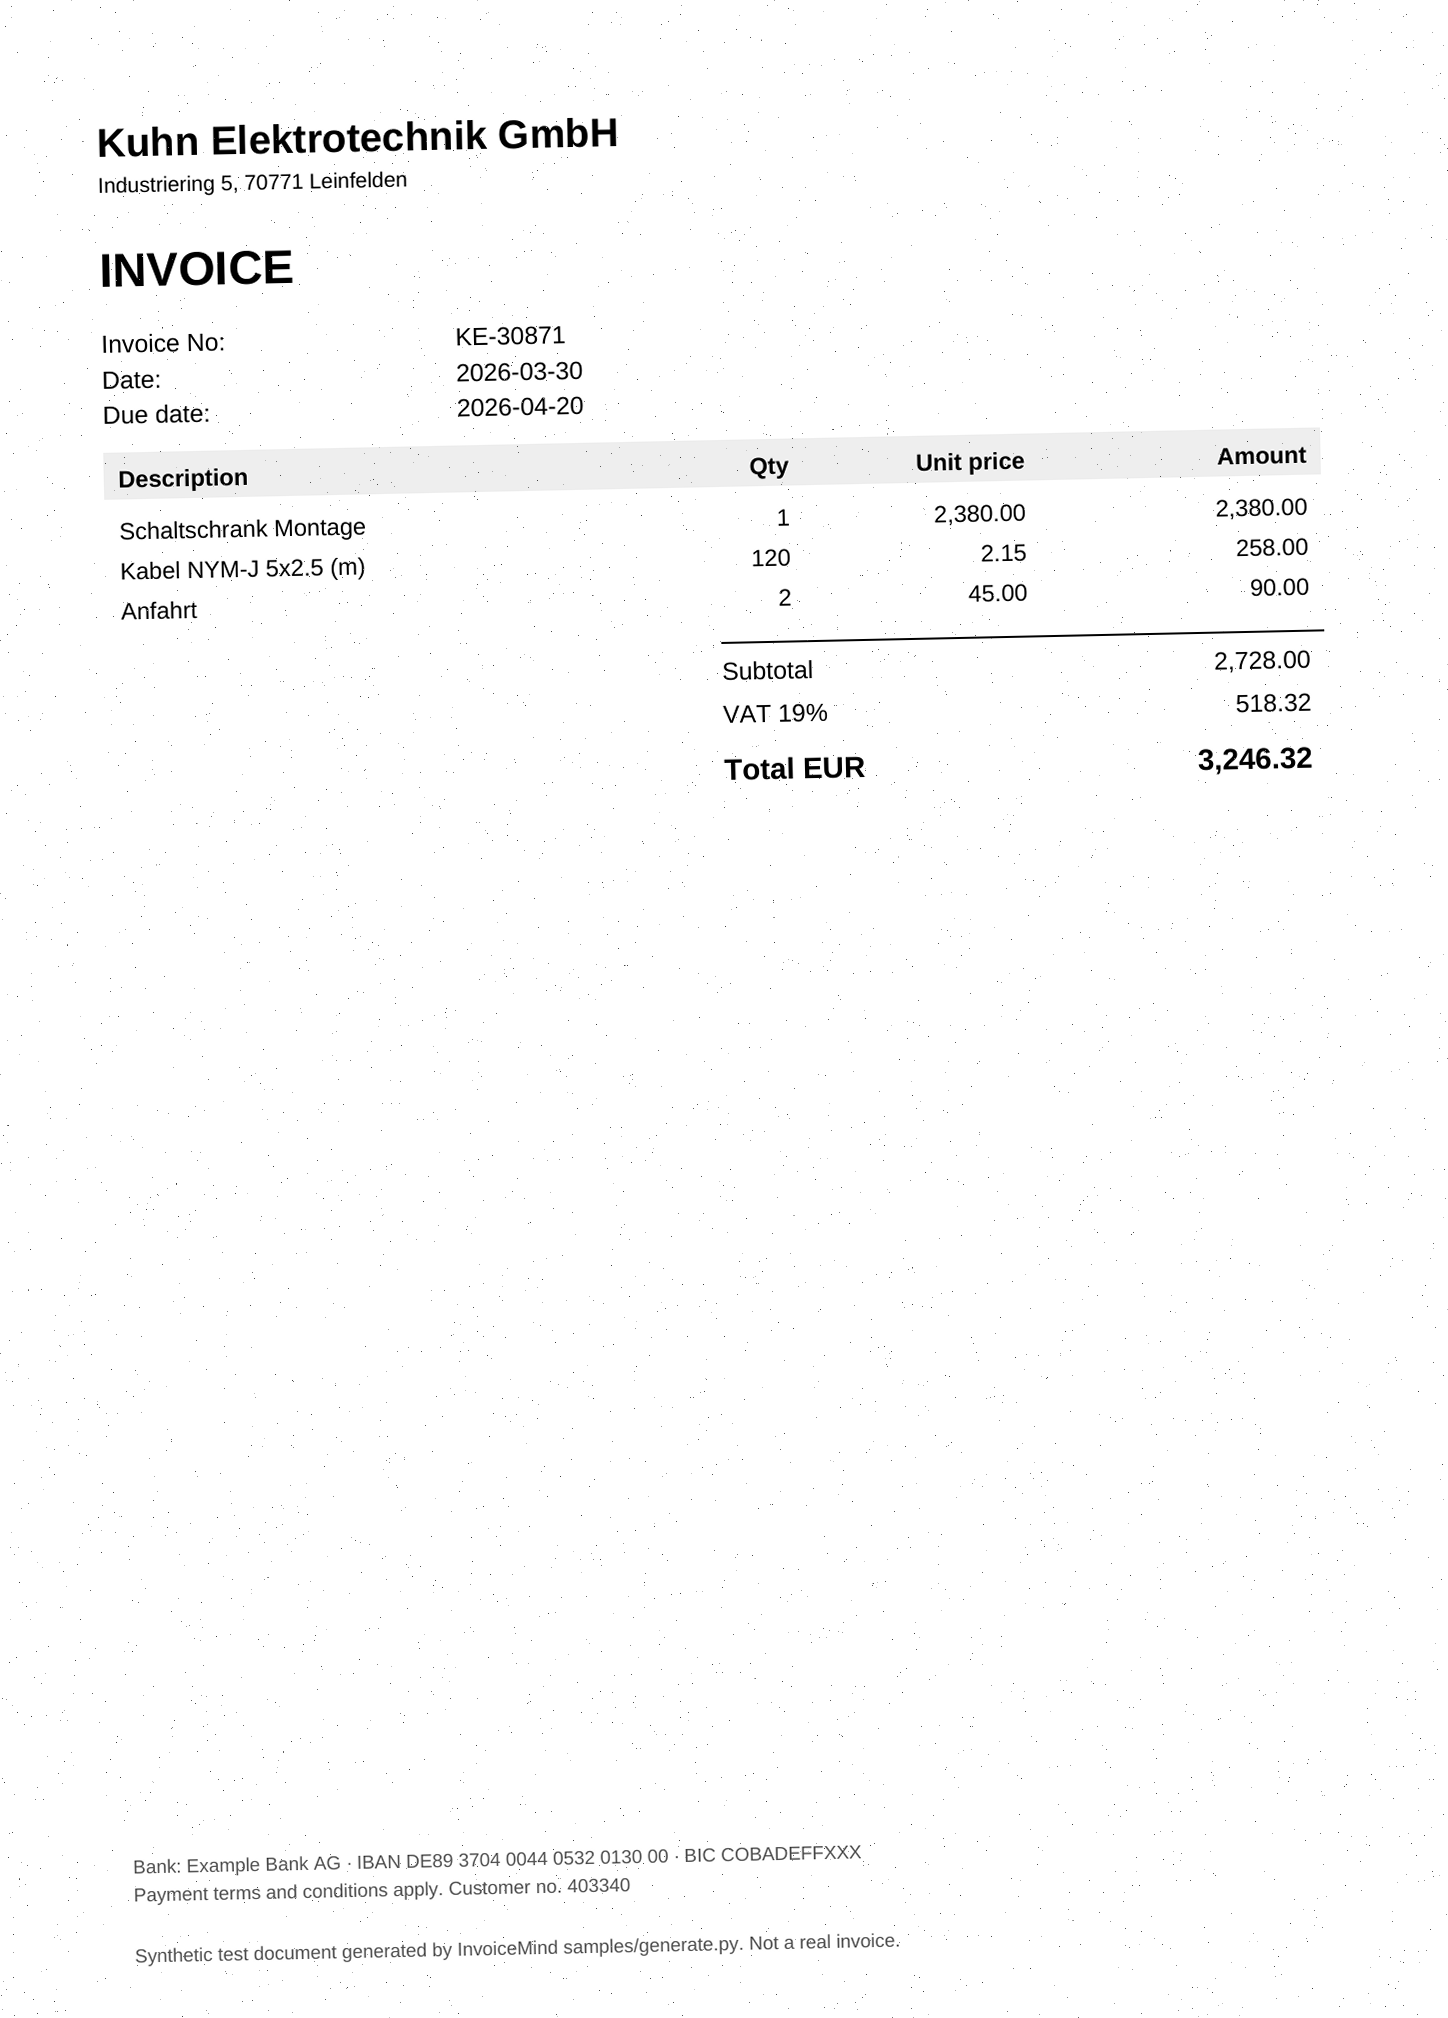 Kuhn Elektrotechnik GmbH
Industriering 5, 70771 Leinfelden
INVOICE
Invoice No: KE-30871
Date: 2026-03-30
Due date: 2026-04-20
Description Qty Unit price Amount
Schaltschrank Montage 1 2,380.00 2,380.00
Kabel NYM-J 5x2.5 (m) 120 2.15 258.00
Anfahrt 2 45.00 90.00
Subtotal 2,728.00
VAT 19% 518.32
Total EUR 3,246.32
Bank: Example Bank AG · IBAN DE89 3704 0044 0532 0130 00 · BIC COBADEFFXXX
Payment terms and conditions apply. Customer no. 403340
Synthetic test document generated by InvoiceMind samples/generate.py. Not a real invoice.